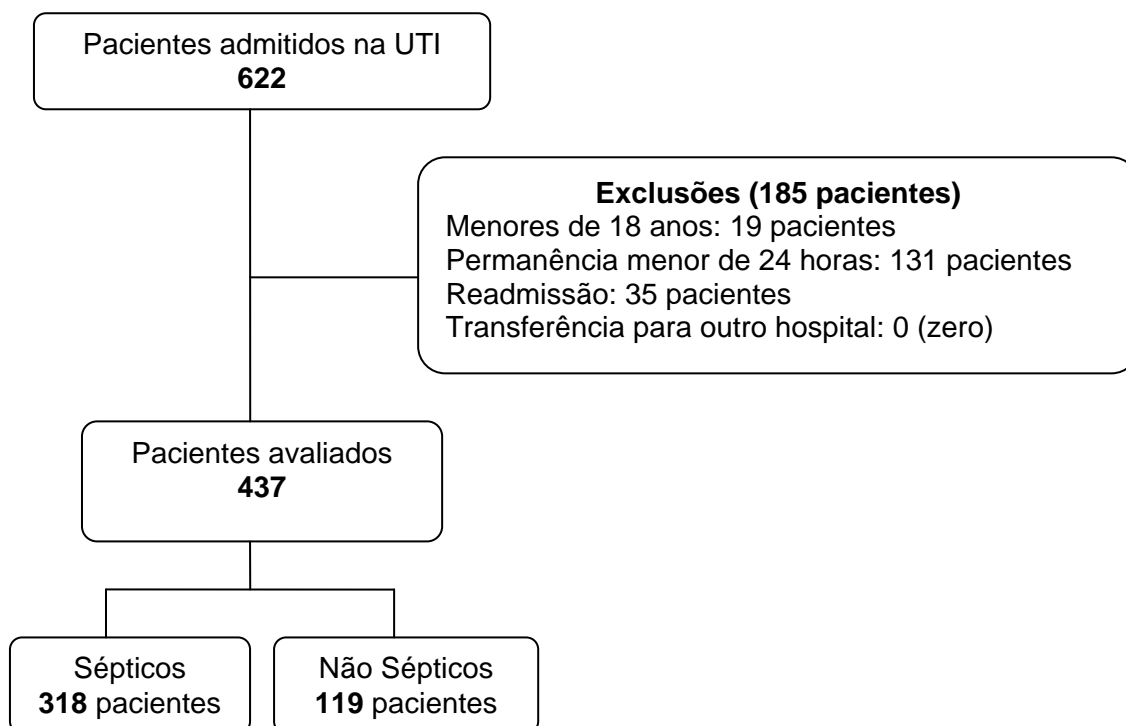 Pacientes admitidos na UTI
622
Exclusões (185 pacientes)
Menores de 18 anos: 19 pacientes
Permanência menor de 24 horas: 131 pacientes
Readmissão: 35 pacientes
Transferência para outro hospital: 0 (zero)
Pacientes avaliados
437
Sépticos
318 pacientes
Não Sépticos
119 pacientes